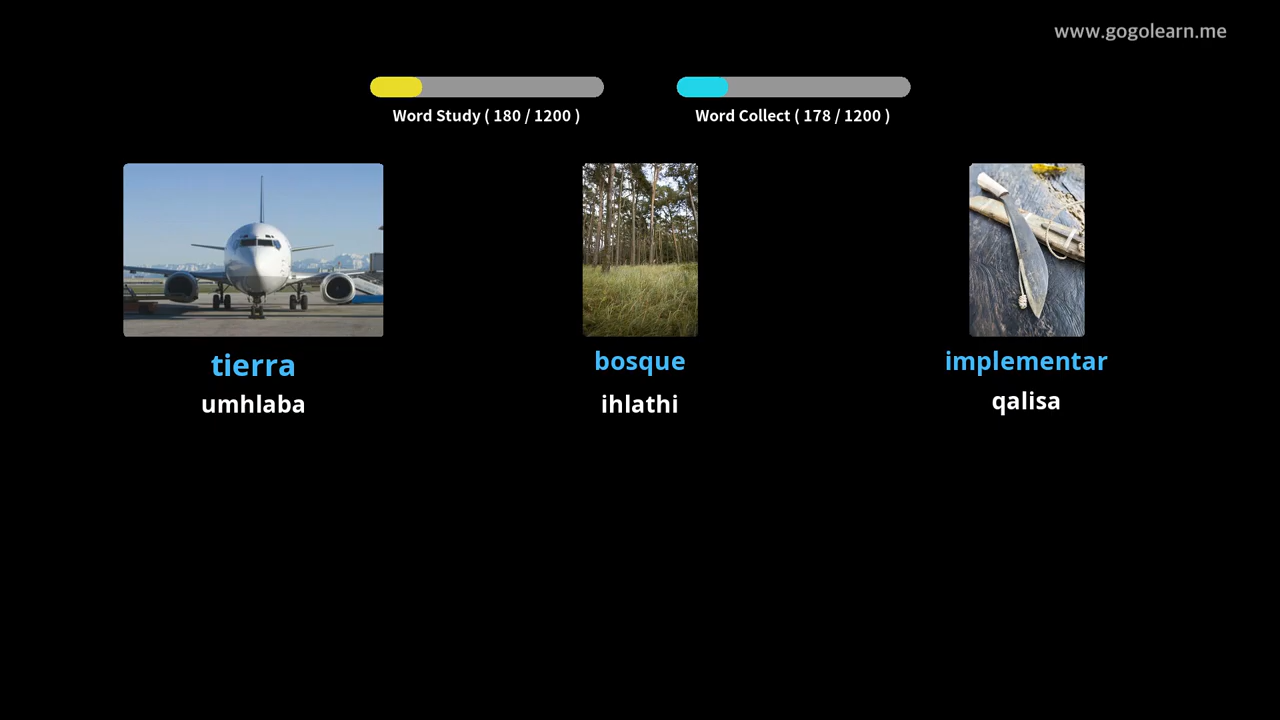 www.gogolearn.me
Word Study ( 180 / 1200 )
Word Collect ( 178 / 1200 )
tierra
umhlaba
bosque
ihlathi
implementar
qalisa